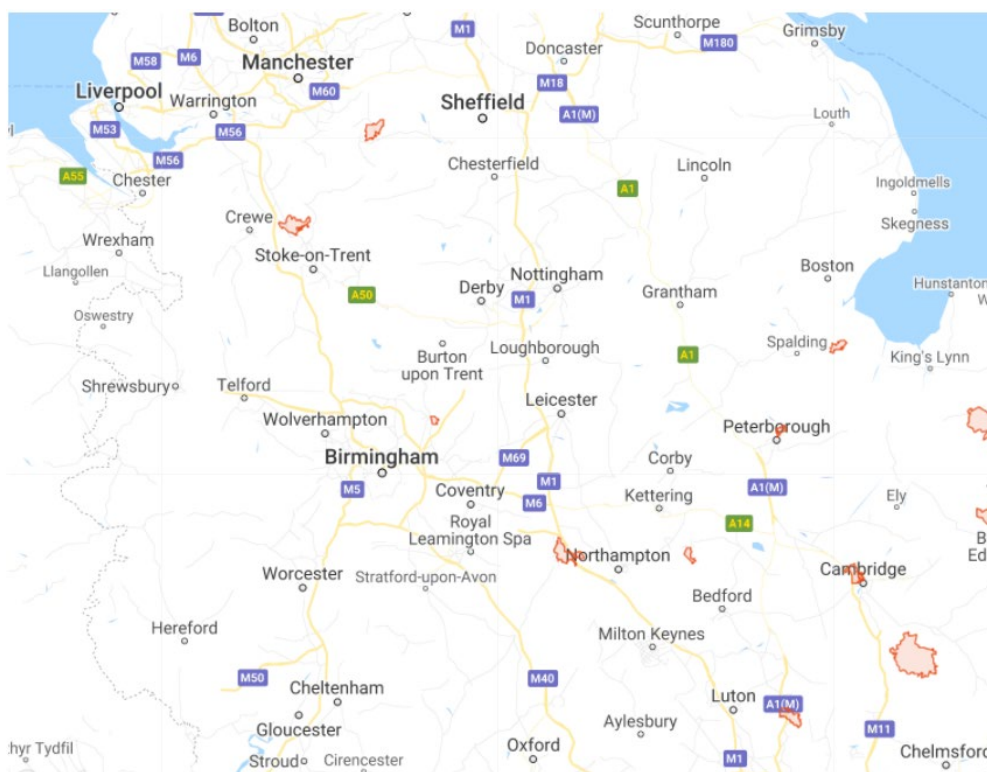 Bolton
M1
Scunthorpe
M180
Grimsby
M58
M6
Doncaster
Manchester
M18
Liverpool
Warrington
M60
Sheffield
A1(M)
Louth
M53
M56
M56
Chesterfield
Lincoln
A55
Chester
A1
Ingoldmells
Skegness
Crewe
Wrexham
Stoke-on-Trent
Llangollen
Nottingham
Boston
Derby
M1
A50
Grantham
Hunstanton
Oswestry
Burton
upon Trent
Loughborough
A1
Spalding
King's Lynn
Shrewsbury
Telford
Leicester
Wolverhampton
Peterborough
Birmingham
M69
Corby
M5
Coventry
M1
M6
Kettering
A1(M)
Ely
A14
Royal
Leamington Spa
Northampton
Cambridge
Worcester
Stratford-upon-Avon
Bedford
Hereford
Milton Keynes
M50
Cheltenham
M40
Luton
A1(M)
Gloucester
Aylesbury
M11
Stroud
Cirencester
Oxford
M1
Chelmsford